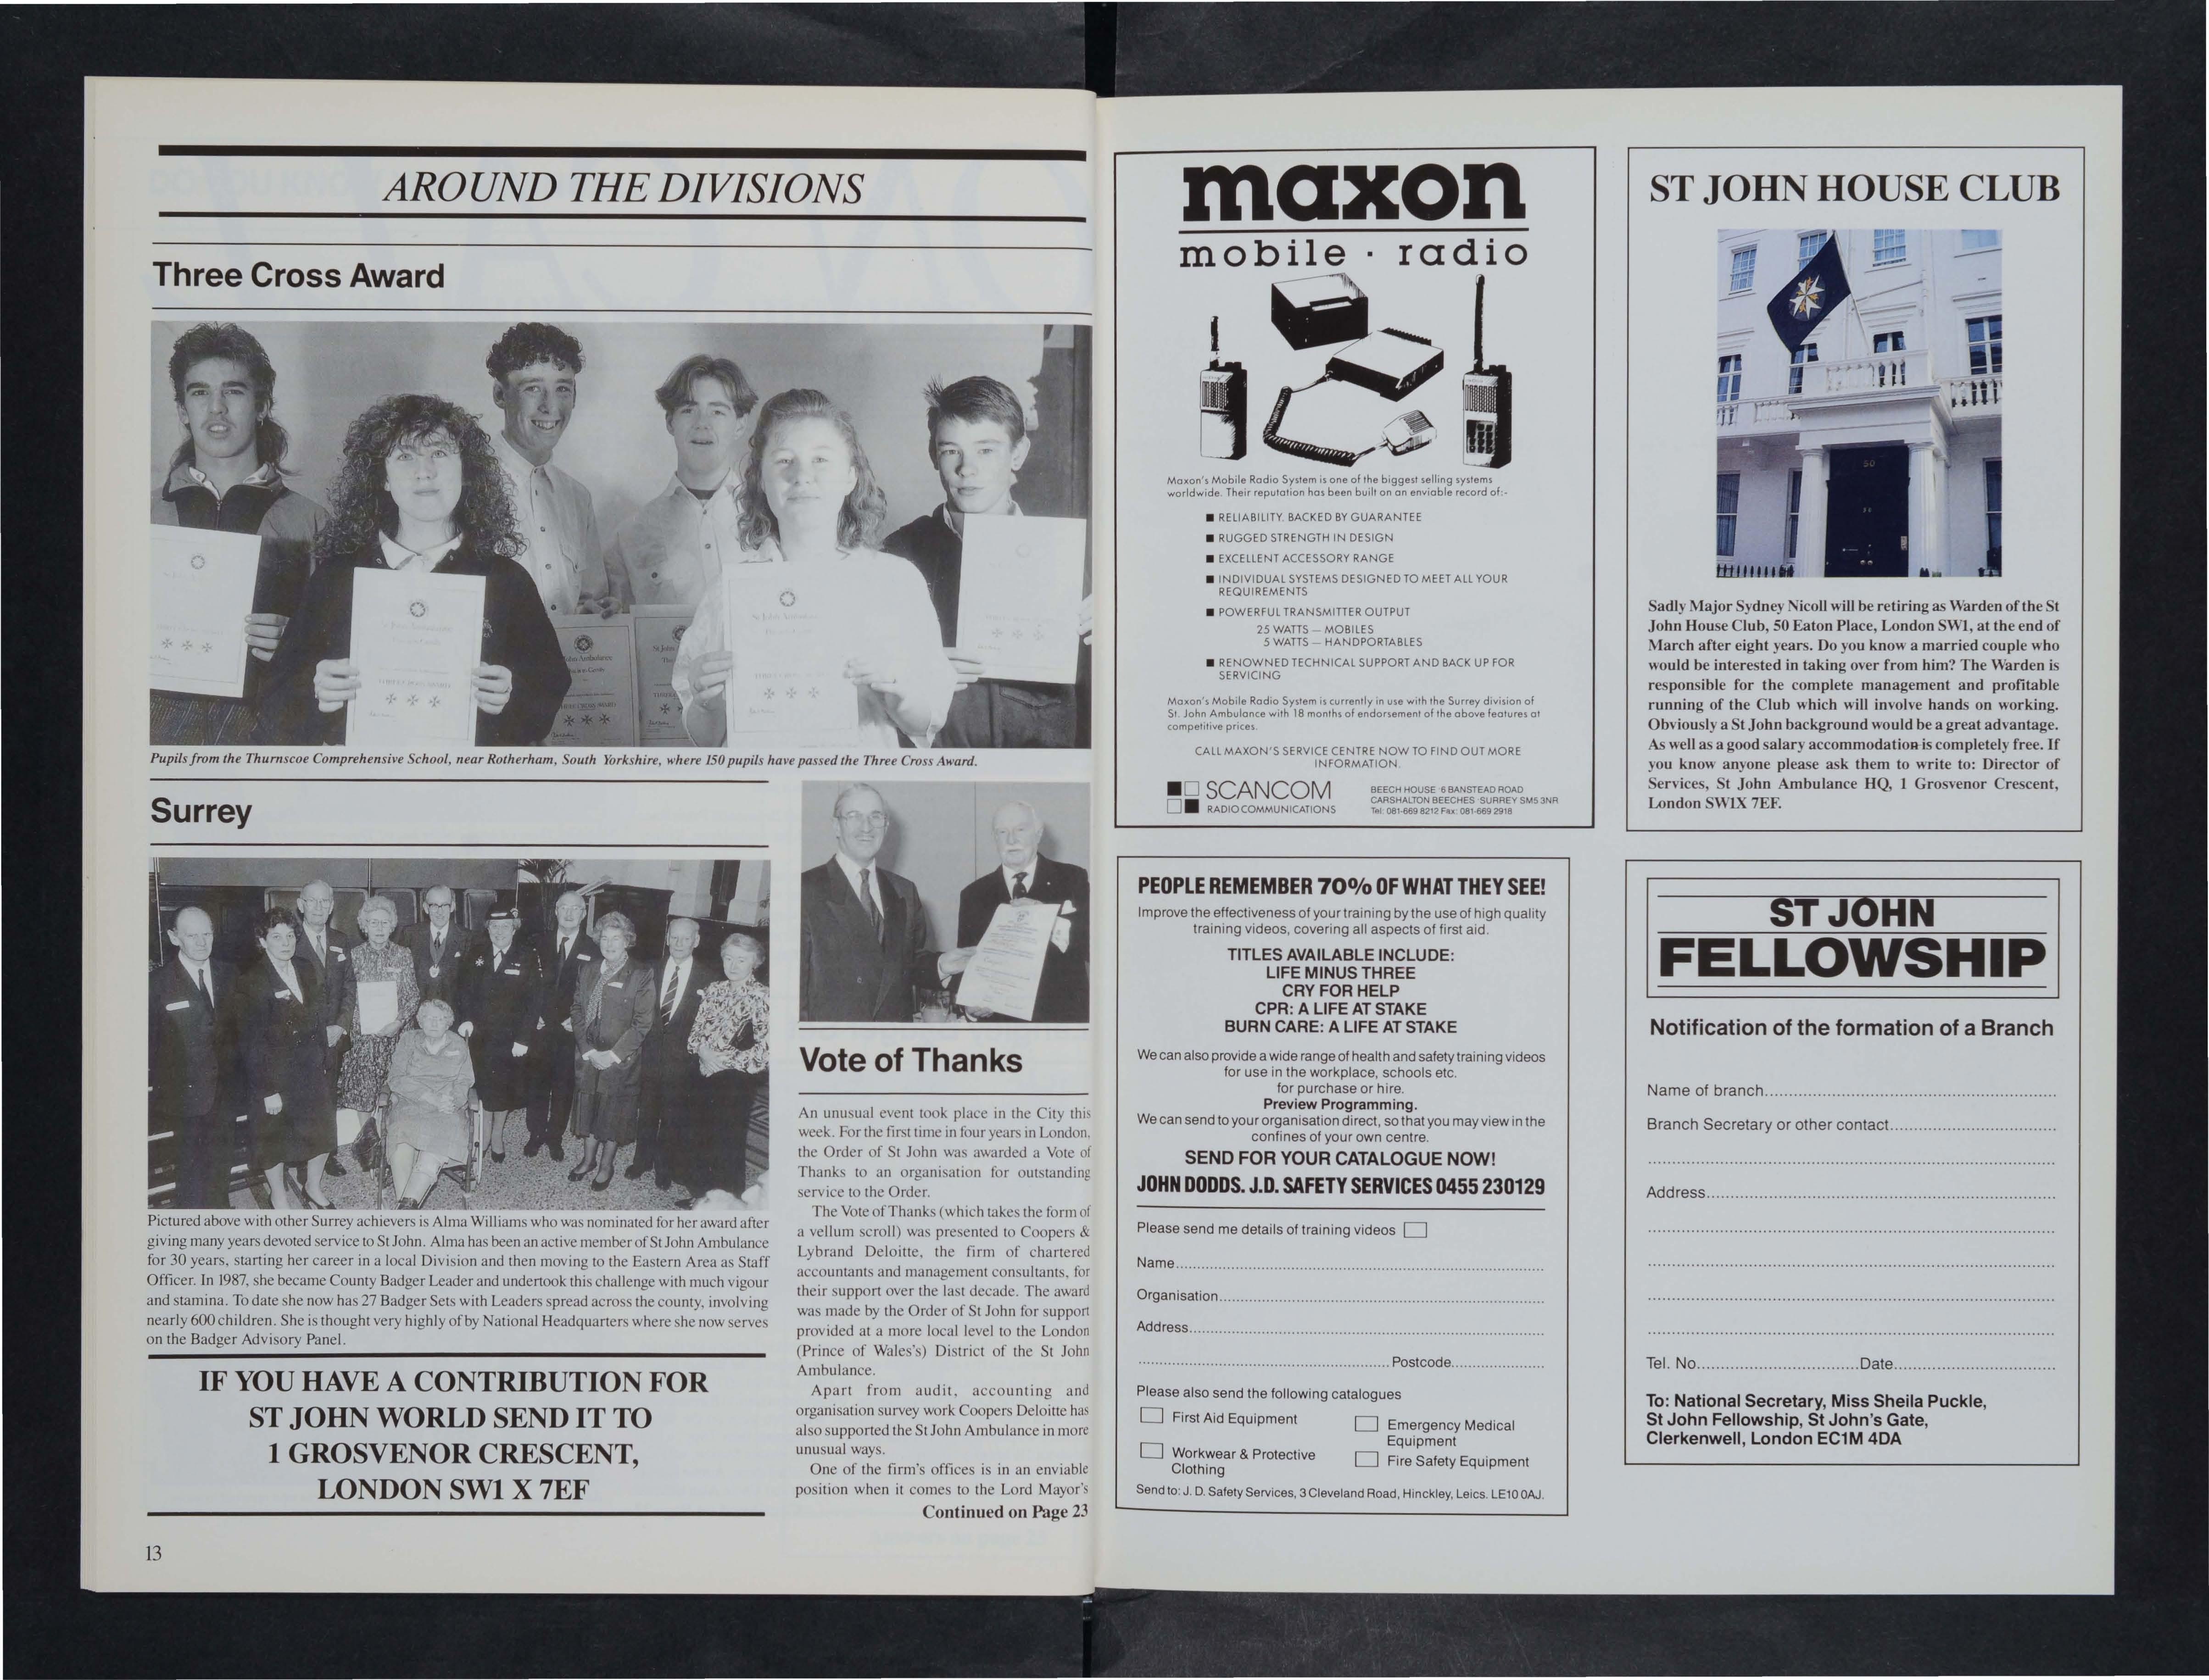 AROUND THE DIVISIONS
Three Cross Award
Pupils from the Thurnscoe Comprehensive School, near Rotherham, South Yorkshire, where 150 pupils have passed the Three Cross Award.
Surrey
Pictured above with other Surrey achievers is Alma Williams who was nominated for her award after
giving many years devoted service to St John. Alma has been an active member of St John Ambulance
for 30 years, starting her career in a local Division and then moving to the Eastern Area as Staff
Officer. In 1987, she became County Badger Leader and undertook this challenge with much vigour
and stamina. To date she now has 27 Badger Sets with Leaders spread across the county, involving
nearly 600 children. She is thought very highly of by National Headquarters where she now serves
on the Badger Advisory Panel.
IF YOU HAVE A CONTRIBUTION FOR
ST JOHN WORLD SEND IT TO
1 GROSVENOR CRESCENT,
LONDON SW1 X 7EF
13
Vote of Thanks
An unusual event took place in the City this
week. For the first time in four years in London,
the Order of St John was awarded a Vote of
Thanks to an organisation for outstanding
service to the Order.
The Vote of Thanks (which takes the form of
a vellum scroll) was presented to Coopers &
Lybrand Deloitte, the firm of chartered
accountants and management consultants, for
their support over the last decade. The award
was made by the Order of St John for support
provided at a more local level to the London
(Prince of Wales's) District of the St John
Ambulance.
Apart from audit, accounting and
organisation survey work Coopers Deloitte has
also supported the St John Ambulance in more
unusual ways.
One of the firm's offices is in an enviable
position when it comes to the Lord Mayor's
Continued on Page 23
maxon
mobile · radio
Maxon's Mobile Radio System is one of the biggest selling systems
worldwide. Their reputation has been built on an enviable record of:-
■ RELIABILITY. BACKED BY GUARANTEE
■ RUGGED STRENGTH IN DESIGN
■ EXCELLENT ACCESSORY RANGE
■ INDIVIDUAL SYSTEMS DESIGNED TO MEET ALL YOUR
REQUIREMENTS
■ POWERFUL TRANSMITTER OUTPUT
25 WATTS — MOBILES
5 WATTS — HANDPORTABLES
■ RENOWNED TECHNICAL SUPPORT AND BACK UP FOR
SERVICING
Maxon's Mobile Radio System is currently in use with the Surrey division of
St. John Ambulance with 18 months of endorsement of the above features at
competitive prices.
CALL MAXON'S SERVICE CENTRE NOW TO FIND OUT MORE
INFORMATION.
SCANCOM
RADIO COMMUNICATIONS
BEECH HOUSE · 6 BANSTEAD ROAD
CARSHALTON BEECHES · SURREY SM5 3NR
Tel: 081-669 8212 Fax: 081-669 2918
PEOPLE REMEMBER 70% OF WHAT THEY SEE!
Improve the effectiveness of your training by the use of high quality
training videos, covering all aspects of first aid.
TITLES AVAILABLE INCLUDE:
LIFE MINUS THREE
CRY FOR HELP
CPR: A LIFE AT STAKE
BURN CARE: A LIFE AT STAKE
We can also provide a wide range of health and safety training videos
for use in the workplace, schools etc.
for purchase or hire.
Preview Programming.
We can send to your organisation direct, so that you may view in the
confines of your own centre.
SEND FOR YOUR CATALOGUE NOW!
JOHN DODDS. J.D. SAFETY SERVICES 0455 230129
Please send me details of training videos
Name
Organisation
Address
Postcode
Please also send the following catalogues
First Aid Equipment
Workwear & Protective
Clothing
Emergency Medical
Equipment
Fire Safety Equipment
Send to: J. D. Safety Services, 3 Cleveland Road, Hinckley, Leics. LE10 0AJ.
ST JOHN HOUSE CLUB
50
Sadly Major Sydney Nicoll will be retiring as Warden of the St
John House Club, 50 Eaton Place, London SW1, at the end of
March after eight years. Do you know a married couple who
would be interested in taking over from him? The Warden is
responsible for the complete management and profitable
running of the Club which will involve hands on working.
Obviously a St John background would be a great advantage.
As well as a good salary accommodation is completely free. If
you know anyone please ask them to write to: Director of
Services, St John Ambulance HQ, 1 Grosvenor Crescent,
London SW1X 7EF.
ST JOHN
FELLOWSHIP
Notification of the formation of a Branch
Name of branch
Branch Secretary or other contact
Address
Tel. No. Date
To: National Secretary, Miss Sheila Puckle,
St John Fellowship, St John's Gate,
Clerkenwell, London EC1M 4DA